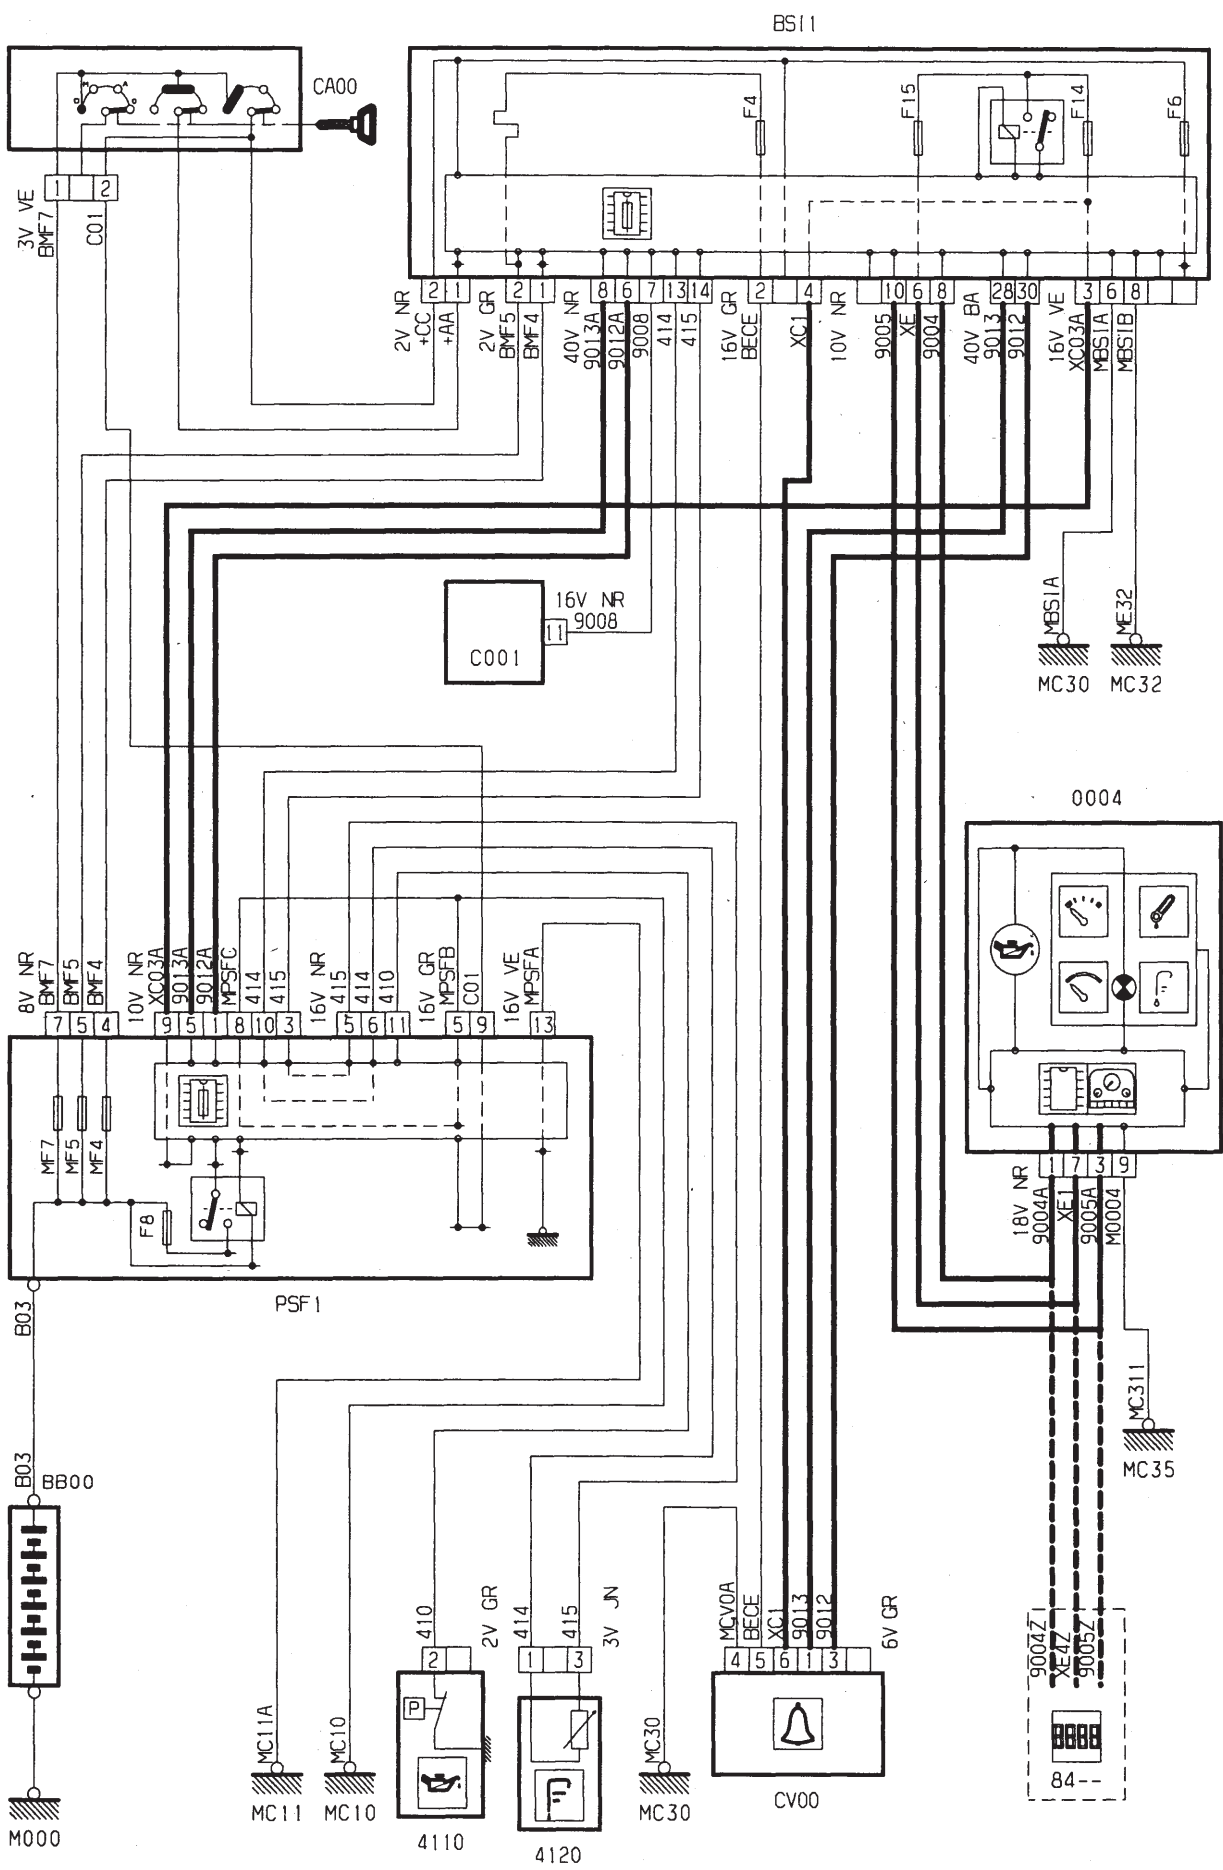 BSI1
CA00
M A
D D
1 2
3V VE
BMF7
C01
F4
F15
F14
F6
2 1 2 1 8 6 7 13 14 2 4 10 6 8 28 30 3 6 8
2V NR
+CC
+AA
2V GR
BMF5
BMF4
40V NR
9013A
9012A
9008
414
415
16V GR
BECE
XC1
10V NR
9005
XE
9004
40V BA
9013
9012
16V VE
XC03A
MBS1A
MBS1B
16V NR
9008
11
C001
MBS1A
ME32
MC30 MC32
0004
8V NR
BMF7
BMF5
BMF4
10V NR
XC03A
9013A
9012A
MPSFC
414
415
16V NR
415
414
410
16V GR
MPSFB
C01
16V VE
MPSFA
7 5 4 9 5 1 8 10 3 5 6 11 5 9 13
MF7
MF5
MF4
F8
PSF1
1 7 3 9
18V NR
9004A
XE1
9005A
M0004
B03
B03
BB00
M000
MC311
MC35
MC11A
MC11
MC10
MC10
410
2V GR
2
P
4110
414
415
3V JN
1 3
4120
MC30
MC30
MCV0A
BECE
XC1
9013
9012
6V GR
4 5 6 1 3
CV00
9004Z
XE4Z
9005Z
8888
84--